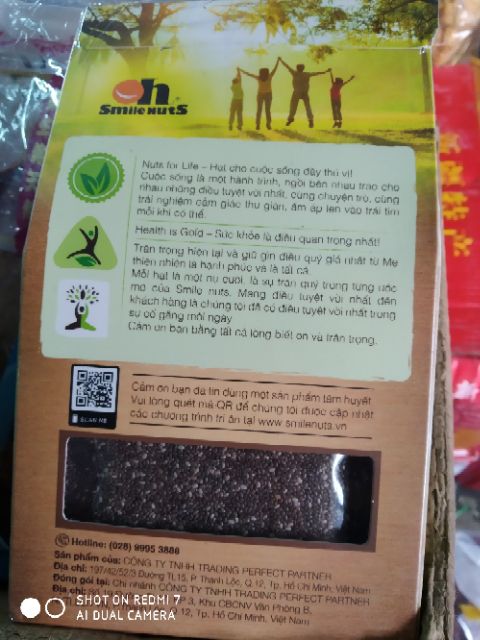 oh
Smile nuts
Nuts for Life – Hạt cho cuộc sống đầy thú vị!
Cuộc sống là một hành trình, ngồi bên nhau trao cho
nhau những điều tuyệt vời nhất, cùng chuyện trò, cùng
trải nghiệm cảm giác thư giãn, ấm áp len vào trái tim
mỗi khi có thể.
Health is Gold – Sức khỏe là điều quan trọng nhất!
Trân trọng hiện tại và giữ gìn điều quý giá nhất từ Mẹ
thiên nhiên là hạnh phúc và là tất cả.
Mỗi hạt là một nụ cười, là sự trân quý trong từng ước
mơ của Smile nuts. Mang điều tuyệt vời nhất đến
khách hàng là chúng tôi đã có điều tuyệt vời nhất trong
sự cố gắng mỗi ngày
Cảm ơn bạn bằng tất cả lòng biết ơn và trân trọng.
Cảm ơn bạn đã tin dùng một sản phẩm tâm huyết
Vui lòng quét mã QR để chúng tôi được cập nhật
các chương trình tri ân tại www.smilenuts.vn
SCAN ME
Hotline: (028) 9995 3880
Sản phẩm của: CÔNG TY TNHH TRADING PERFECT PARTNER
Địa chỉ: 197/42/52/3 Đường TL15, P. Thạnh Lộc, Q.12, Tp. Hồ Chí Minh, Việt Nam
Đóng gói tại: Chi nhánh CÔNG TY TNHH TRADING PERFECT PARTNER
Địa chỉ: 3, Khu CBCNV Văn Phòng B,
Tp. Hồ Chí Minh, Việt Nam
SHOT ON REDMI 7
AI DUAL CAMERA